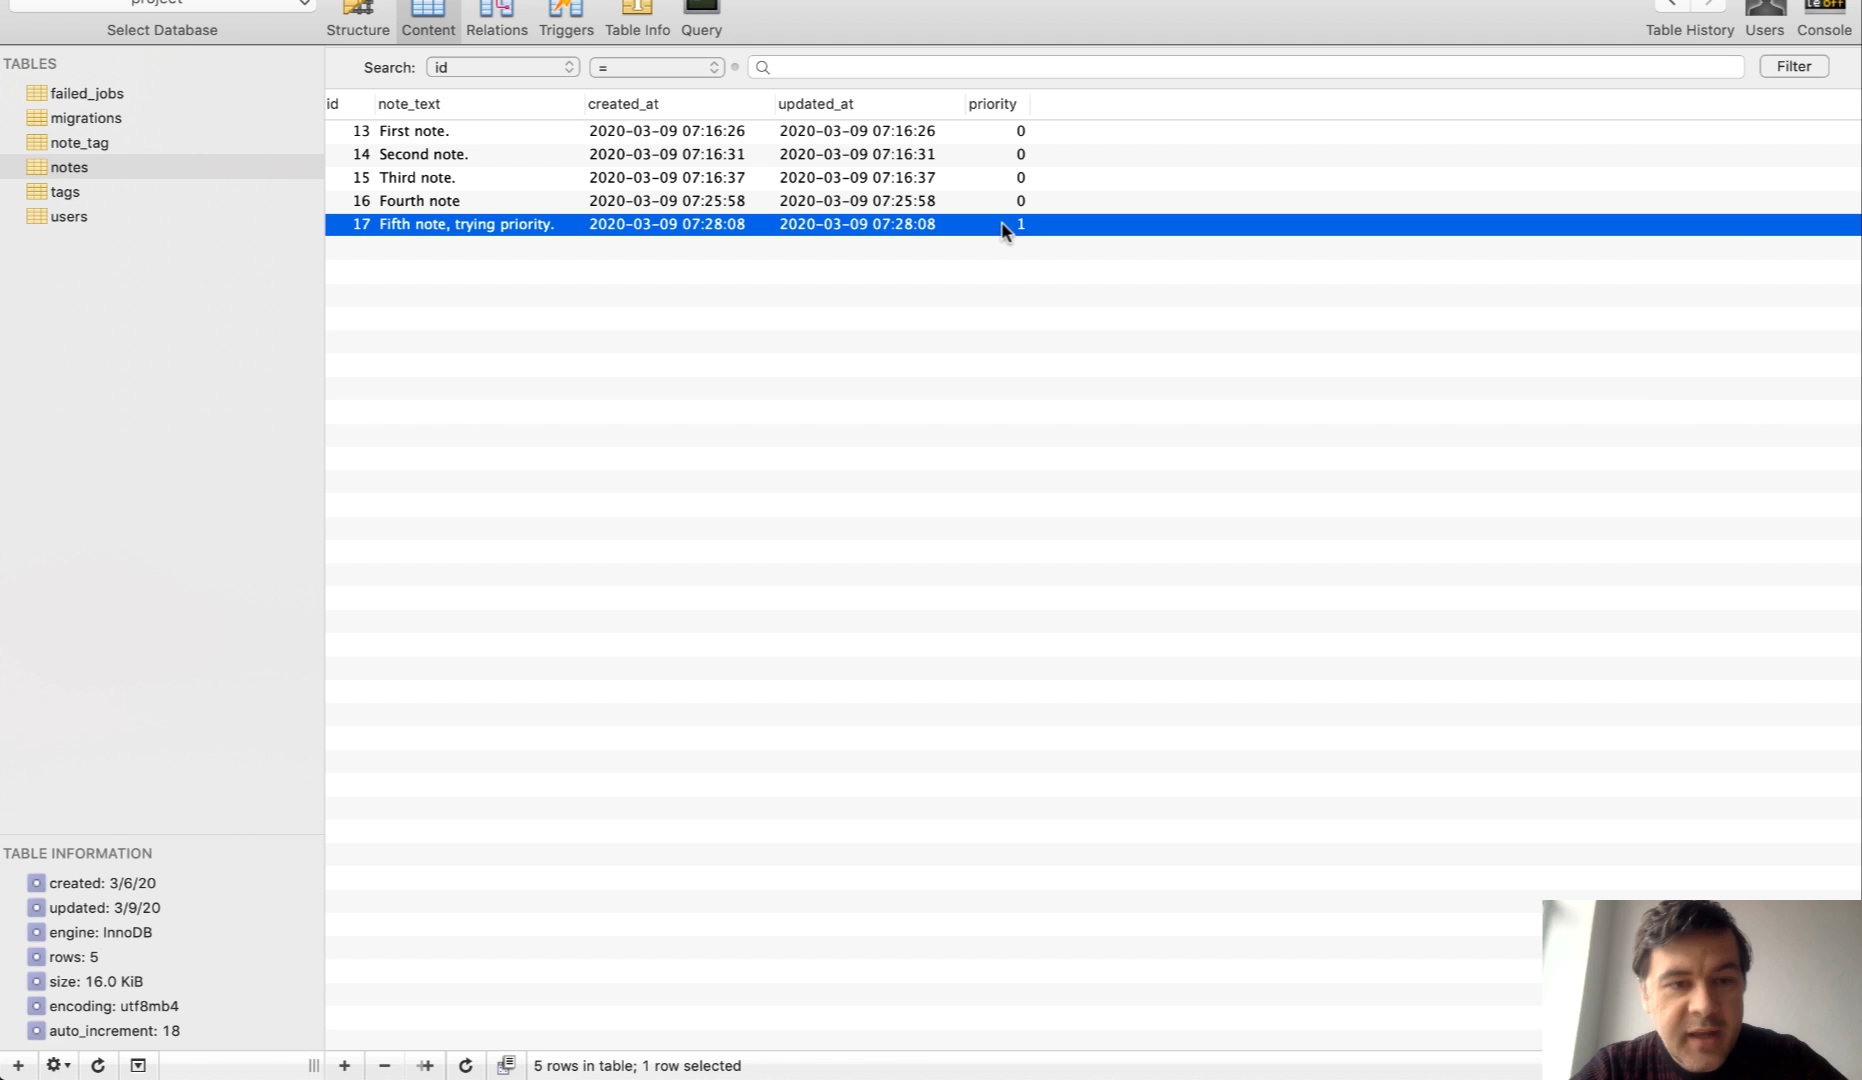 project
Select Database
Structure Content Relations Triggers Table Info Query
Table History Users Console
TABLES
failed_jobs
migrations
note_tag
notes
tags
users
Search: id = Filter
id note_text created_at updated_at priority
13 First note. 2020-03-09 07:16:26 2020-03-09 07:16:26 0
14 Second note. 2020-03-09 07:16:31 2020-03-09 07:16:31 0
15 Third note. 2020-03-09 07:16:37 2020-03-09 07:16:37 0
16 Fourth note 2020-03-09 07:25:58 2020-03-09 07:25:58 0
17 Fifth note, trying priority. 2020-03-09 07:28:08 2020-03-09 07:28:08 1
TABLE INFORMATION
created: 3/6/20
updated: 3/9/20
engine: InnoDB
rows: 5
size: 16.0 KiB
encoding: utf8mb4
auto_increment: 18
5 rows in table; 1 row selected